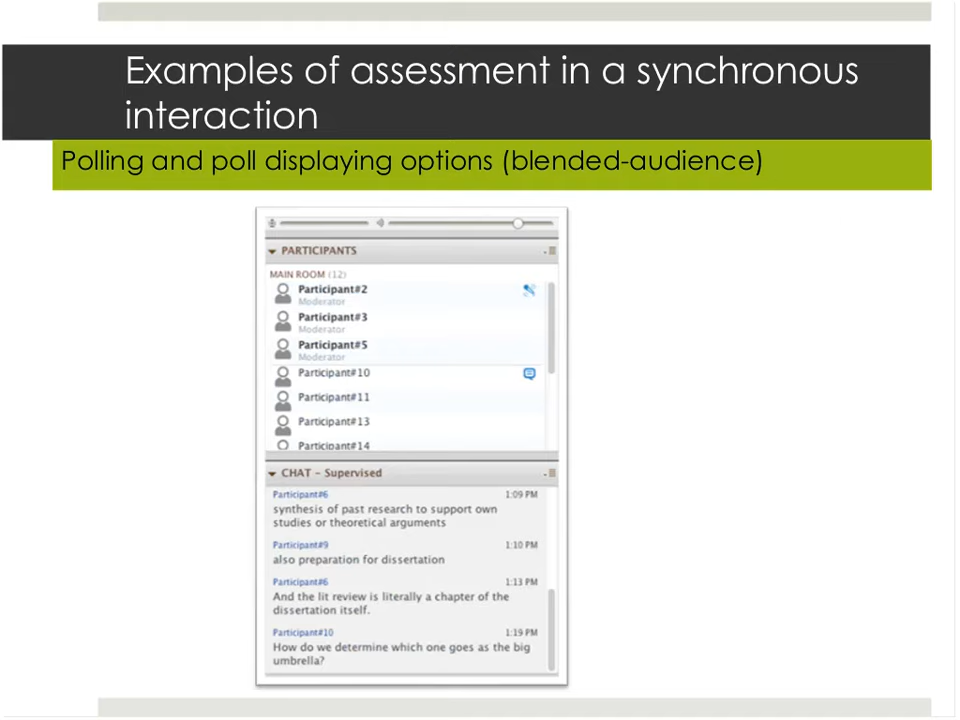 Examples of assessment in a synchronous
interaction
Polling and poll displaying options (blended-audience)
PARTICIPANTS
MAIN ROOM (12)
Participant#2
Moderator
Participant#3
Moderator
Participant#5
Moderator
Participant#10
Participant#11
Participant#13
Participant#14
CHAT - Supervised
Participant#6 1:09 PM
synthesis of past research to support own
studies or theoretical arguments
Participant#9 1:10 PM
also preparation for dissertation
Participant#6 1:13 PM
And the lit review is literally a chapter of the
dissertation itself.
Participant#10 1:19 PM
How do we determine which one goes as the big
umbrella?